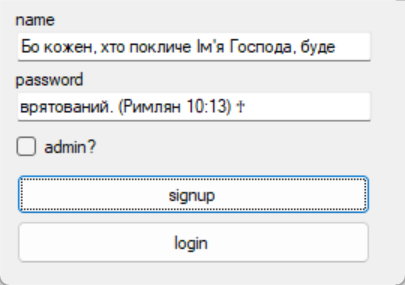 name
Бо кожен, хто покличе Ім'я Господа, буде
password
врятований. (Римлян 10:13) ✝
admin?
signup
login